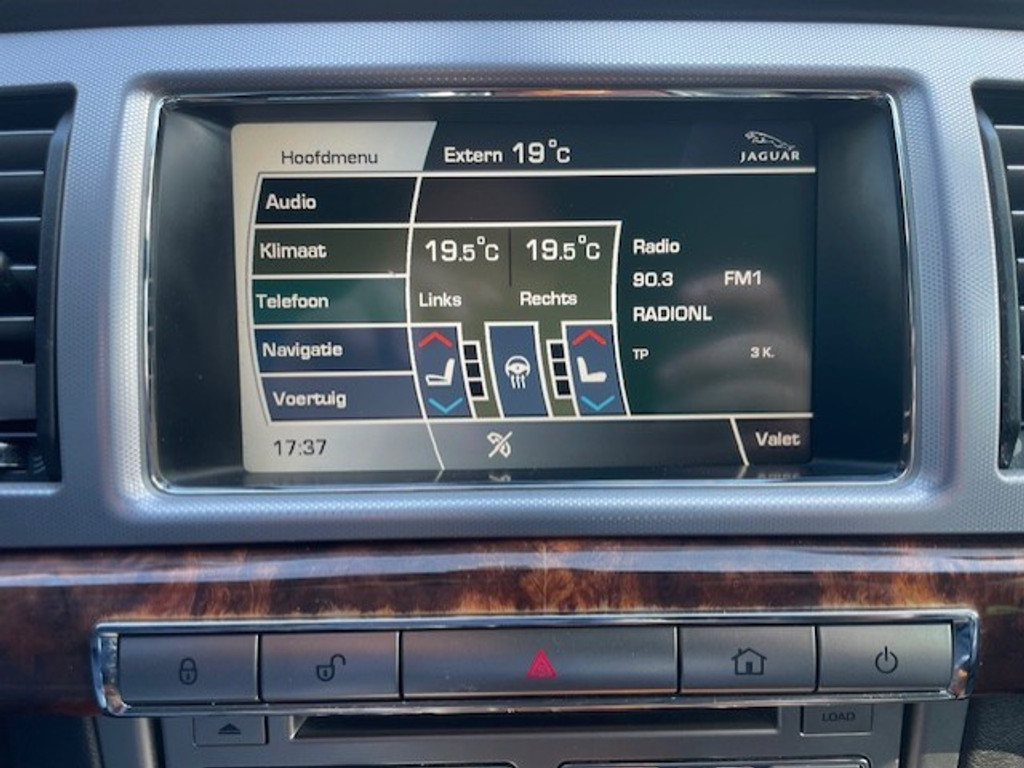 Hoofdmenu
Extern 19°C
JAGUAR
Audio
Klimaat
19.5°C 19.5°C
Radio
90.3 FM1
Telefoon
Links Rechts
RADIONL
Navigatie
TP 3 K.
Voertuig
17:37
Valet
LOAD